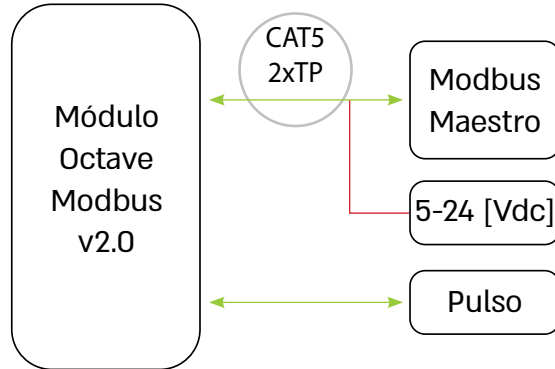 Módulo
Octave
Modbus
v2.0
CAT5
2xTP
Modbus
Maestro
5-24 [Vdc]
Pulso